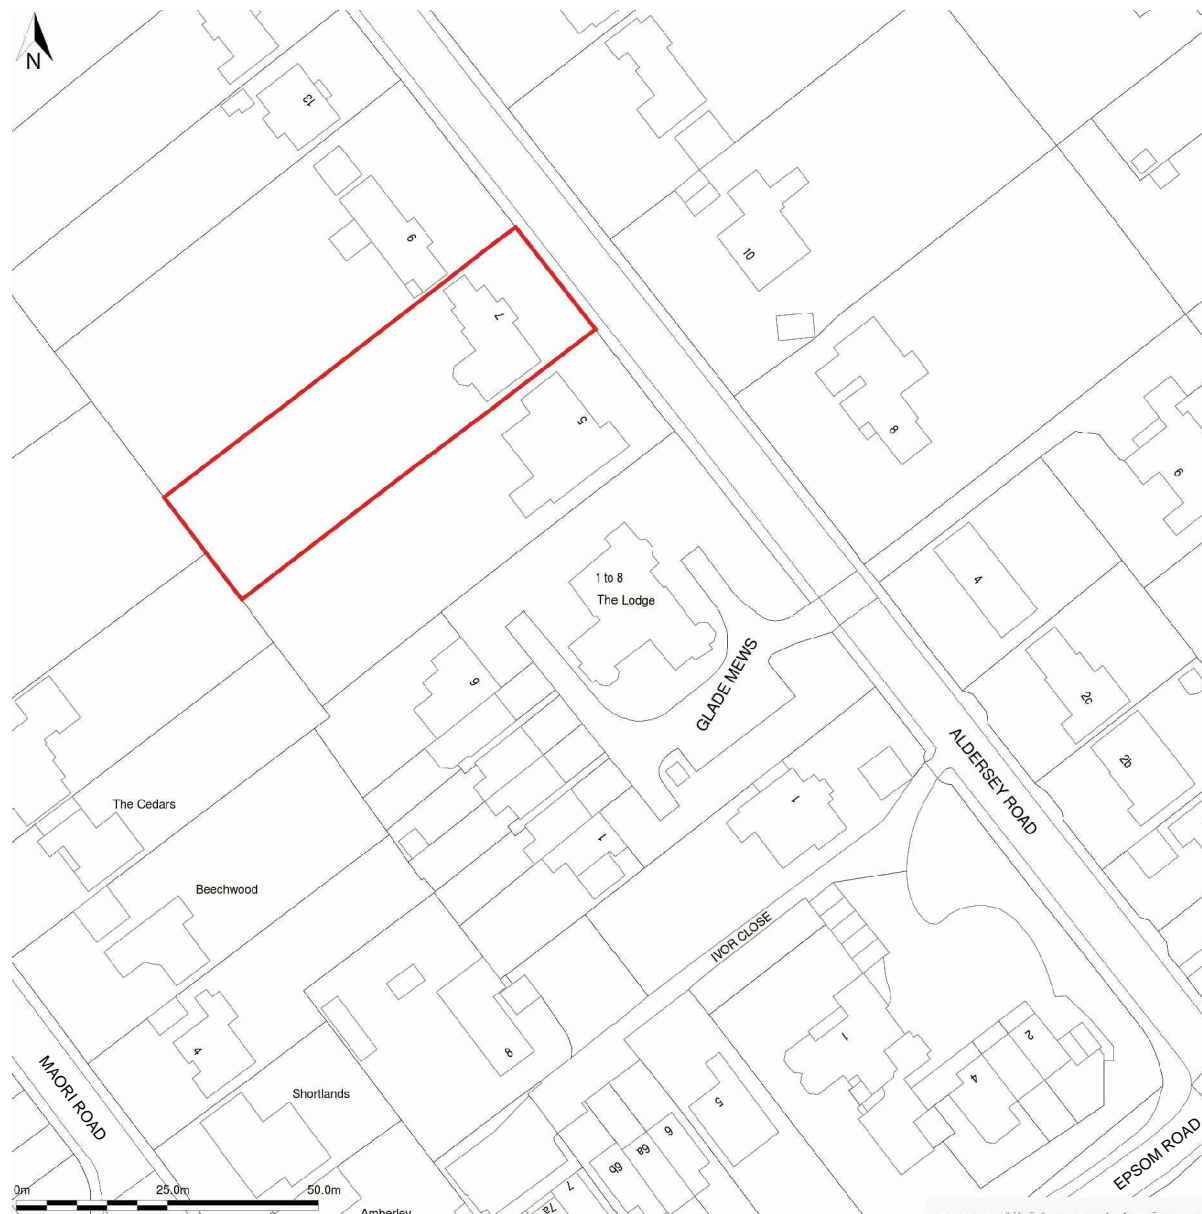 N
13
9
7
10
5
8
6
1 to 8
The Lodge
4
GLADE MEWS
9
2c
ALDERSEY ROAD
2b
The Cedars
1
1
Beechwood
IVOR CLOSE
8
4
1
2
4
MAORI ROAD
Shortlands
5
6
6a
6b
7
7a
EPSOM ROAD
0m
25.0m
50.0m
Amberley